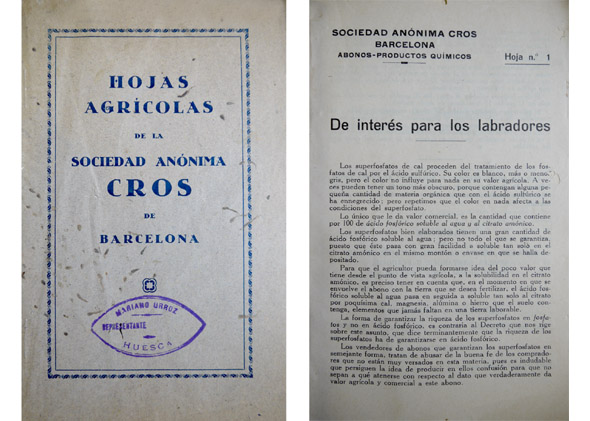 HOJAS
AGRÍCOLAS
DE LA
SOCIEDAD ANÓNIMA
CROS
DE
BARCELONA
MARIANO URROZ
REPRESENTANTE
HUESCA
SOCIEDAD ANÓNIMA CROS
BARCELONA
ABONOS-PRODUCTOS QUÍMICOS
Hoja n.º 1
De interés para los labradores
Los superfosfatos de cal proceden del tratamiento de los fos-
fatos de cal por el ácido sulfúrico. Su color es blanco, más o menos
gris, pero el color no influye para nada en su valor agrícola. A ve-
ces pueden tener un tono más obscuro, porque contengan alguna pe-
queña cantidad de materia orgánica que con el ácido sulfúrico se
ha ennegrecido; pero repetimos que el color en nada afecta a las
condiciones del superfosfato.
Lo único que le da valor comercial, es la cantidad que contiene
por 100 de ácido fosfórico soluble al agua y al citrato amónico.
Los superfosfatos bien elaborados tienen una gran cantidad de
ácido fosfórico soluble al agua; pero no todo el que se garantiza,
puesto que éste pasa con gran facilidad a soluble tan solo en el
citrato amónico en el mismo montón o envase en que se halla de-
positado.
Para que el agricultor pueda formarse idea del poco valor que
tiene desde el punto de vista agrícola, a la solubilidad en el citrato
amónico, es preciso tener en cuenta que, en el momento en que se
envuelve el abono con la tierra que se desea fertilizar, el ácido fos-
fórico soluble al agua pasa en seguida a soluble tan solo al citrato
por poquísima cal, magnesia, alúmina o hierro que el suelo con-
tenga, elementos que jamás faltan en una tierra laborable.
La forma de garantizar la riqueza de los superfosfatos en fosfa-
tos y no en ácido fosfórico, es contraria al Decreto que nos rige
sobre este asunto, que dice terminantemente que la riqueza de los
superfosfatos ha de garantizarse en ácido fosfórico.
Los vendedores de abonos que garantizan los superfosfatos en
semejante forma, tratan de abusar de la buena fe de los comprado-
res que no están muy versados en esta materia, pues es indudable
que persiguen la idea de producir en ellos confusión para que no
sepan a qué atenerse con respecto al dato que verdaderamente da
valor agrícola y comercial a este abono.